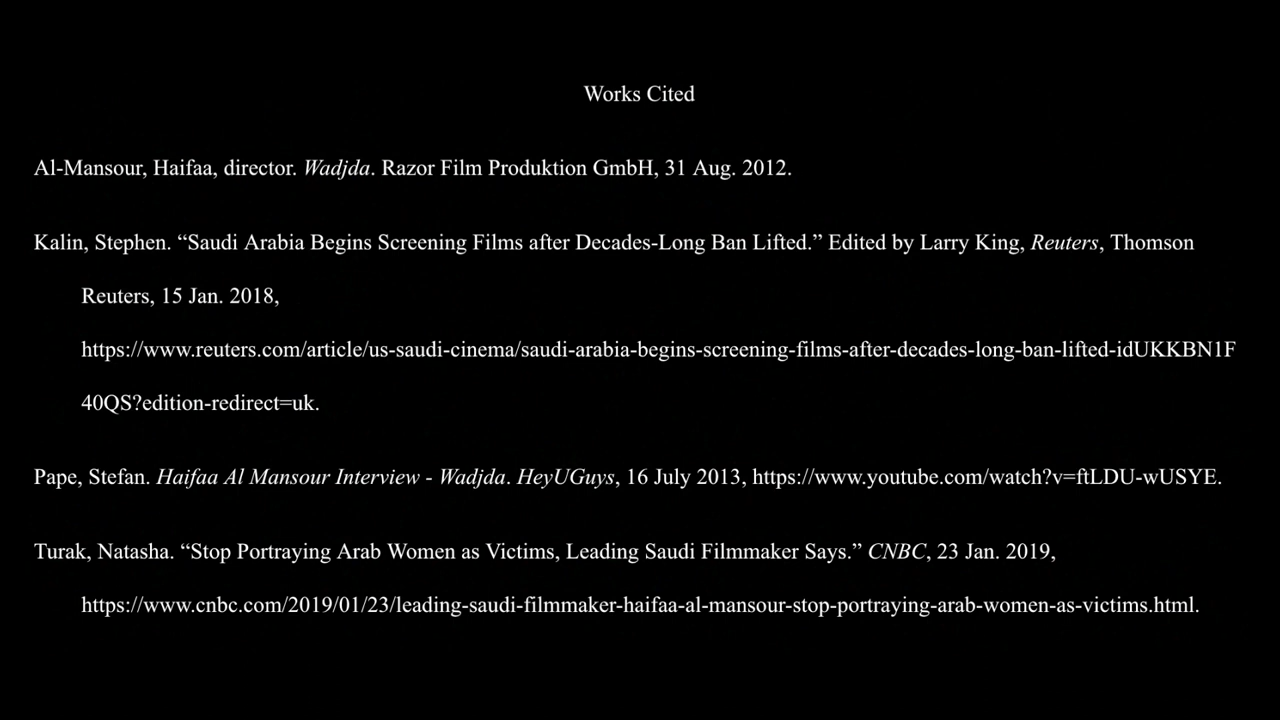 Works Cited
Al-Mansour, Haifaa, director. Wadjda. Razor Film Produktion GmbH, 31 Aug. 2012.
Kalin, Stephen. “Saudi Arabia Begins Screening Films after Decades-Long Ban Lifted.” Edited by Larry King, Reuters, Thomson
Reuters, 15 Jan. 2018,
https://www.reuters.com/article/us-saudi-cinema/saudi-arabia-begins-screening-films-after-decades-long-ban-lifted-idUKKBN1F
40QS?edition-redirect=uk.
Pape, Stefan. Haifaa Al Mansour Interview - Wadjda. HeyUGuys, 16 July 2013, https://www.youtube.com/watch?v=ftLDU-wUSYE.
Turak, Natasha. “Stop Portraying Arab Women as Victims, Leading Saudi Filmmaker Says.” CNBC, 23 Jan. 2019,
https://www.cnbc.com/2019/01/23/leading-saudi-filmmaker-haifaa-al-mansour-stop-portraying-arab-women-as-victims.html.